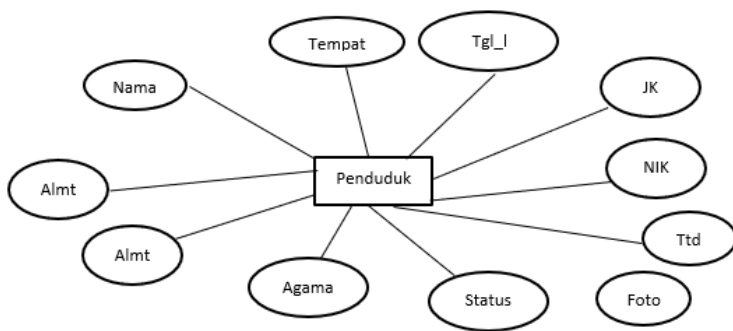 Tempat
Tgl_l
Nama
JK
Penduduk
NIK
Almt
Almt
Ttd
Agama
Status
Foto